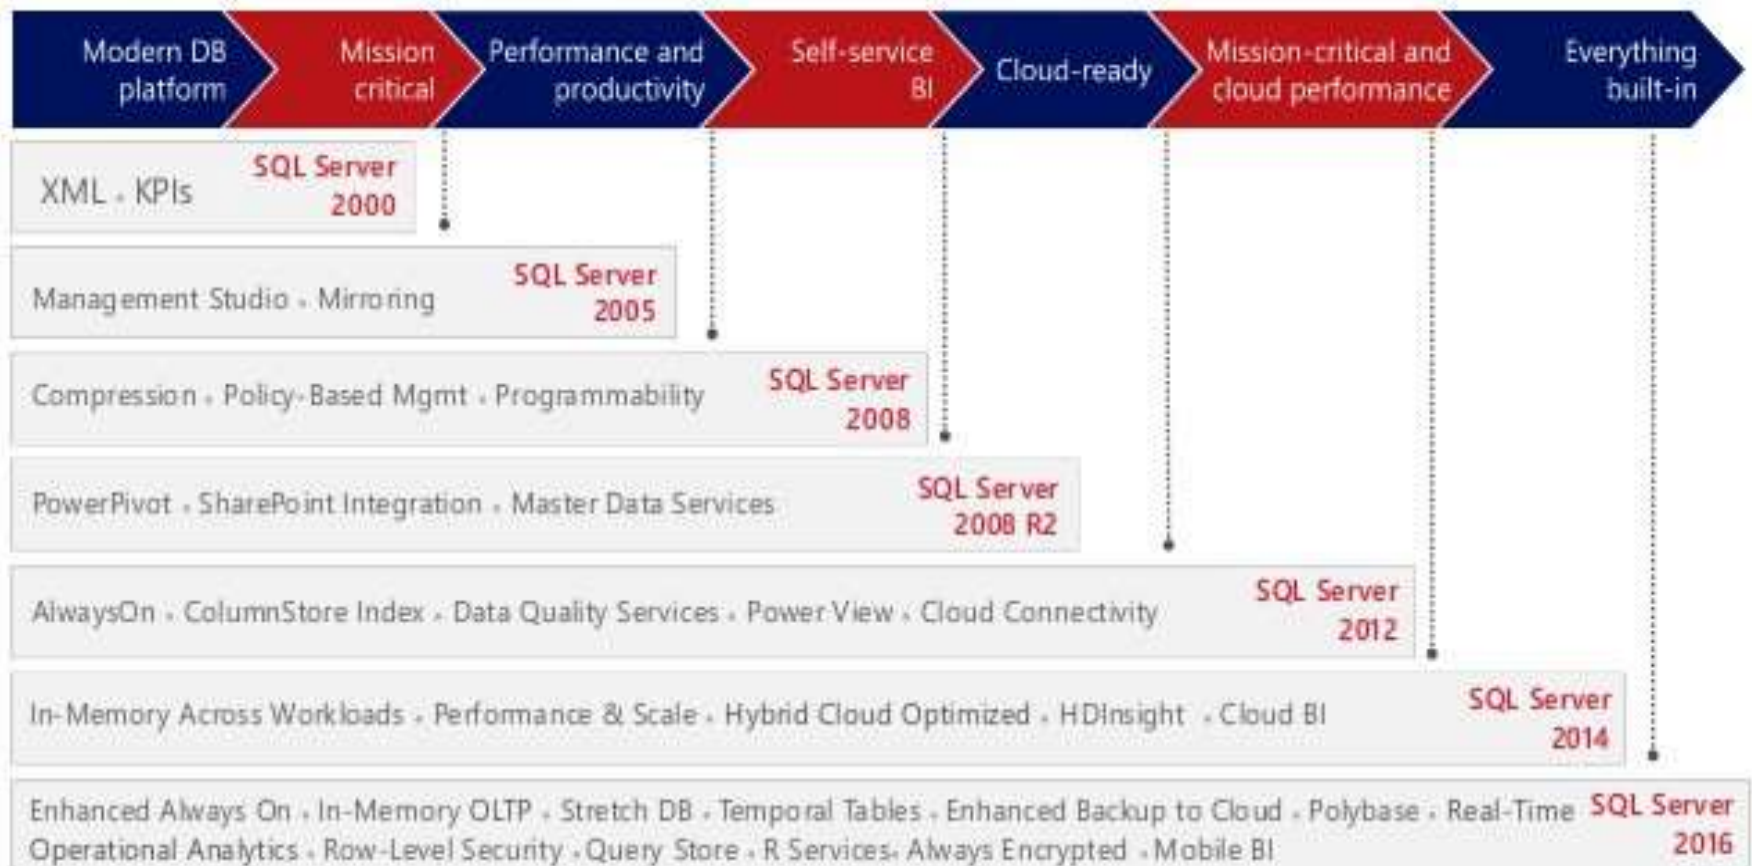 Modern DB
platform
Mission
critical
Performance and
productivity
Self-service
BI
Cloud-ready
Mission-critical and
cloud performance
Everything
built-in
XML . KPIs
SQL Server
2000
Management Studio . Mirroring
SQL Server
2005
Compression . Policy-Based Mgmt . Programmability
SQL Server
2008
PowerPivot . SharePoint Integration . Master Data Services
SQL Server
2008 R2
AlwaysOn . ColumnStore Index . Data Quality Services . Power View . Cloud Connectivity
SQL Server
2012
In-Memory Across Workloads . Performance & Scale . Hybrid Cloud Optimized . HDInsight . Cloud BI
SQL Server
2014
Enhanced Always On . In-Memory OLTP . Stretch DB . Temporal Tables . Enhanced Backup to Cloud . Polybase . Real-Time
Operational Analytics . Row-Level Security . Query Store . R Services. Always Encrypted . Mobile BI
SQL Server
2016